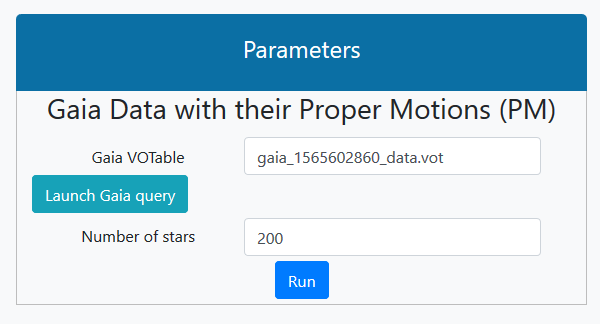 Parameters
Gaia Data with their Proper Motions (PM)
Gaia VOTable gaia_1565602860_data.vot
Launch Gaia query
Number of stars 200
Run